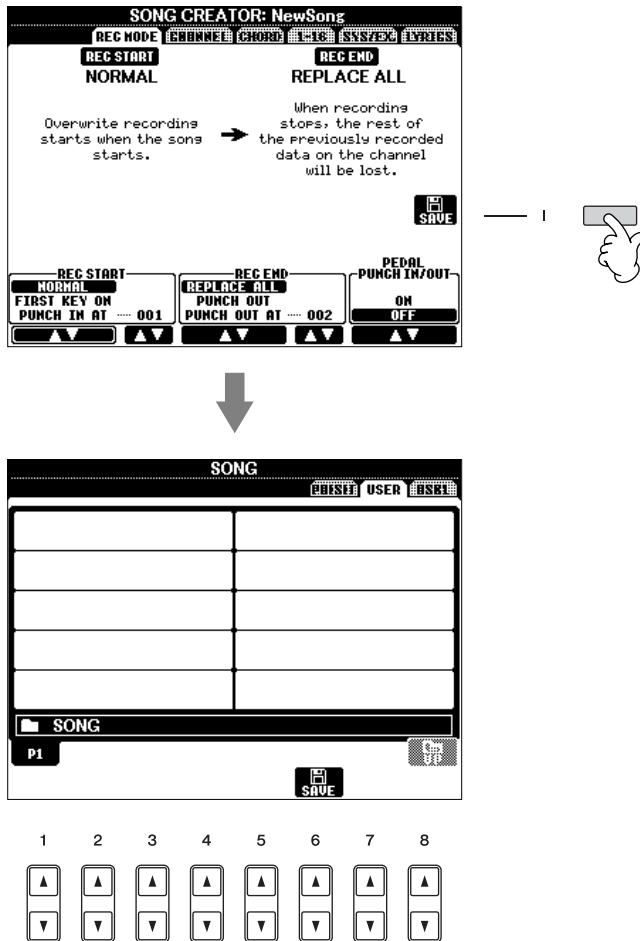 SONG CREATOR: NewSong
REC MODE CHANNEL CHORD 1-16 SYS/EX. LYRICS
REC START
NORMAL
Overwrite recording
starts when the song
starts.
REC END
REPLACE ALL
When recording
stops, the rest of
the previously recorded
data on the channel
will be lost.
SAVE
I
REC START
NORMAL
FIRST KEY ON
PUNCH IN AT 001
REC END
REPLACE ALL
PUNCH OUT
PUNCH OUT AT 002
PEDAL
PUNCH IN/OUT
ON
OFF
SONG
PRESET USER USB1
SONG
P1
UP
SAVE
1 2 3 4 5 6 7 8